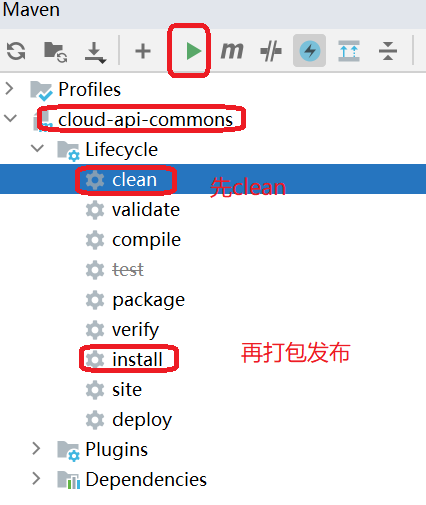 Maven
m
Profiles
cloud-api-commons
Lifecycle
clean
先clean
validate
compile
test
package
verify
install
再打包发布
site
deploy
Plugins
Dependencies